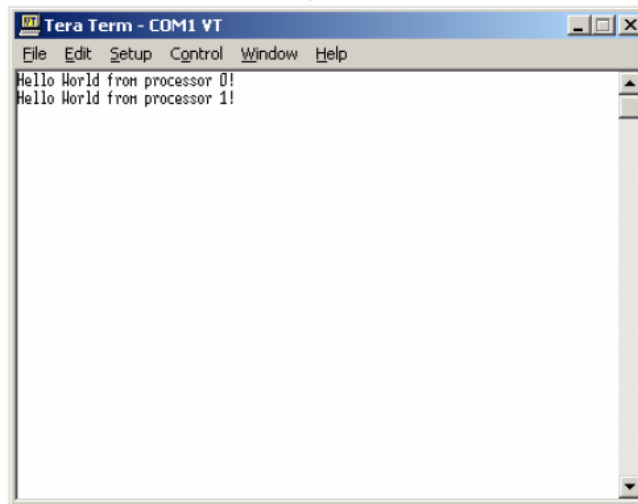 Tera Term - COM1 VT
File Edit Setup Control Window Help
Hello World from processor 0!
Hello World from processor 1!